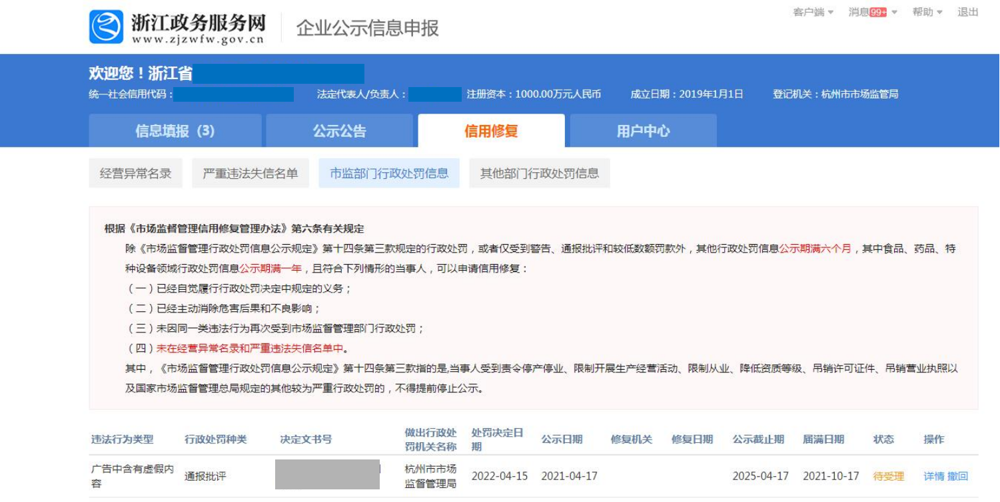 浙江政务服务网
www.zjzwfw.gov.cn
企业公示信息申报
客户端 消息 99+ 帮助 退出
欢迎您！浙江省
统一社会信用代码： 法定代表人/负责人： 注册资本：1000.00万元人民币 成立日期：2019年1月1日 登记机关：杭州市市场监管局
信息填报（3） 公示公告 信用修复 用户中心
经营异常名录 严重违法失信名单 市监部门行政处罚信息 其他部门行政处罚信息
根据《市场监督管理信用修复管理办法》第六条有关规定
除《市场监督管理行政处罚信息公示规定》第十四条第三款规定的行政处罚，或者仅受到警告、通报批评和较低数额罚款外，其他行政处罚信息公示期满六个月，其中食品、药品、特
种设备领域行政处罚信息公示期满一年，且符合下列情形的当事人，可以申请信用修复：
（一）已经自觉履行行政处罚决定中规定的义务；
（二）已经主动消除危害后果和不良影响；
（三）未因同一类违法行为再次受到市场监督管理部门行政处罚；
（四）未在经营异常名录和严重违法失信名单中。
其中，《市场监督管理行政处罚信息公示规定》第十四条第三款指的是,当事人受到责令停产停业、限制开展生产经营活动、限制从业、降低资质等级、吊销许可证件、吊销营业执照以
及国家市场监督管理总局规定的其他较为严重行政处罚的，不得提前停止公示。
违法行为类型 行政处罚种类 决定文书号 做出行政处罚机关名称 处罚决定日期 公示日期 修复机关 修复日期 公示截止期 届满日期 状态 操作
广告中含有虚假内容 通报批评 杭州市市场监督管理局 2022-04-15 2021-04-17 2025-04-17 2021-10-17 待受理 详情 撤回